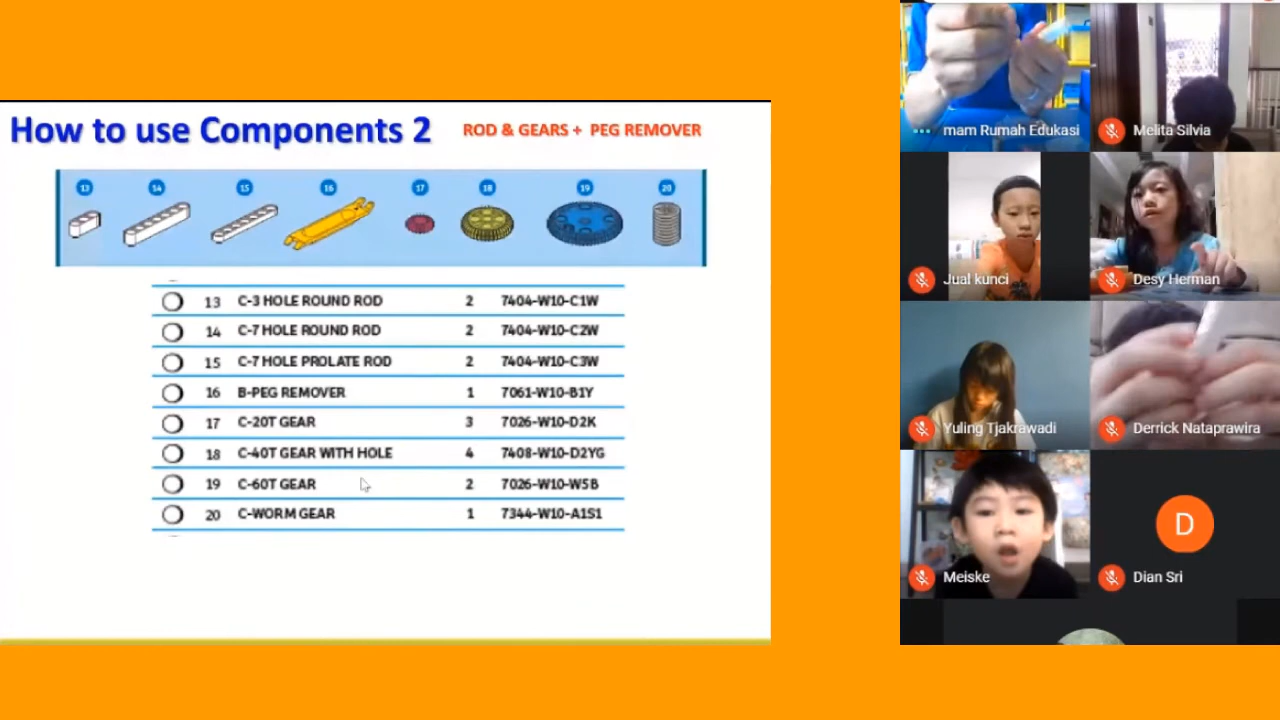 How to use Components 2
ROD & GEARS + PEG REMOVER
13 14 15 16 17 18 19 20
13 C-3 HOLE ROUND ROD 2 7404-W10-C1W
14 C-7 HOLE ROUND ROD 2 7404-W10-C2W
15 C-7 HOLE PROLATE ROD 2 7404-W10-C3W
16 B-PEG REMOVER 1 7061-W10-B1Y
17 C-20T GEAR 3 7026-W10-D2K
18 C-40T GEAR WITH HOLE 4 7408-W10-D2YG
19 C-60T GEAR 2 7026-W10-W5B
20 C-WORM GEAR 1 7344-W10-A1S1
mam Rumah Edukasi
Melita Silvia
Jual kunci
Desy Herman
Yuling Tjakrawadi
Derrick Nataprawira
Meiske
D
Dian Sri